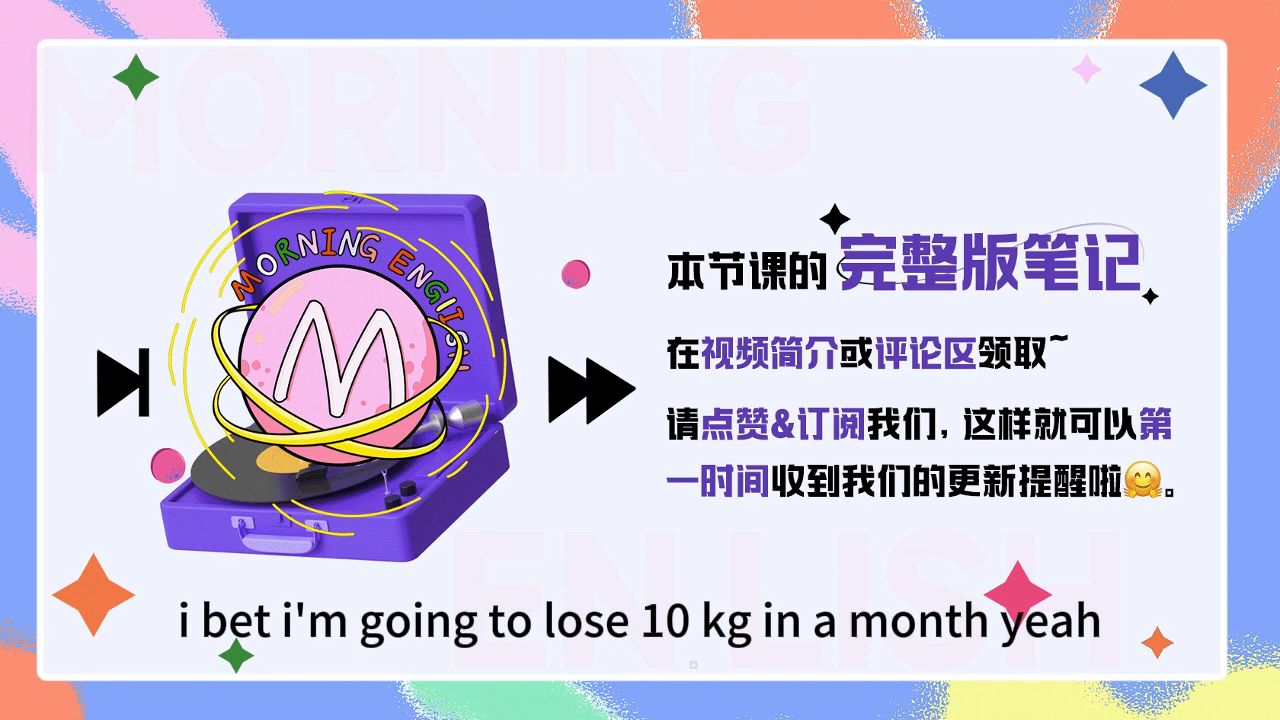 MORNING
MORNING ENGlISH
M
本节课的 完整版笔记
在视频简介或评论区领取~
请点赞&订阅我们, 这样就可以第
一时间收到我们的更新提醒啦🤗。
EN LISH
i bet i'm going to lose 10 kg in a month yeah